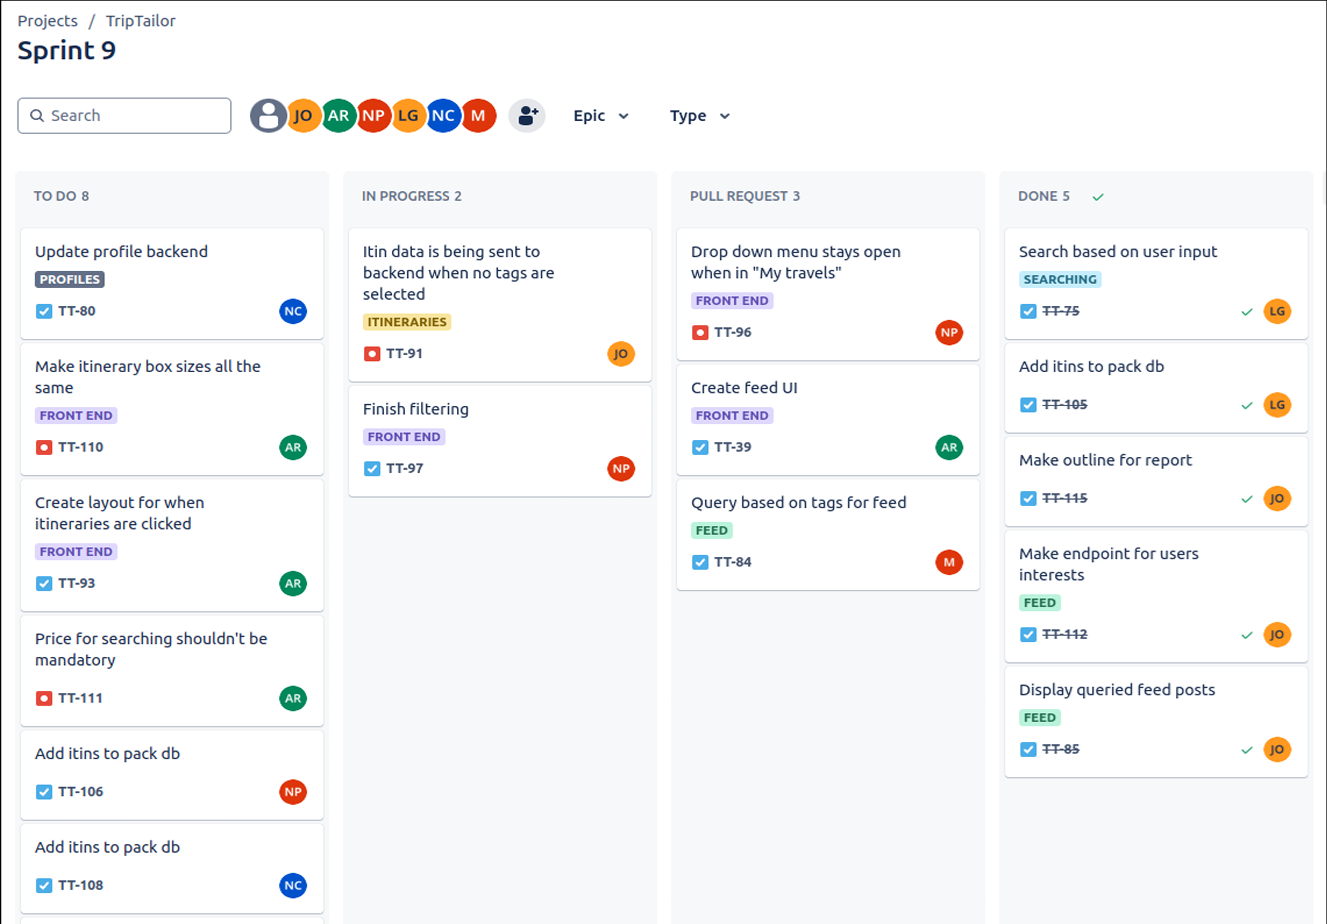 Projects / TripTailor
Sprint 9
Search
JO AR NP LG NC M
Epic
Type
TO DO 8
Update profile backend
PROFILES
TT-80
NC
Make itinerary box sizes all the
same
FRONT END
TT-110
AR
Create layout for when
itineraries are clicked
FRONT END
TT-93
AR
Price for searching shouldn't be
mandatory
TT-111
AR
Add itins to pack db
TT-106
NP
Add itins to pack db
TT-108
NC
IN PROGRESS 2
Itin data is being sent to
backend when no tags are
selected
ITINERARIES
TT-91
JO
Finish filtering
FRONT END
TT-97
NP
PULL REQUEST 3
Drop down menu stays open
when in "My travels"
FRONT END
TT-96
NP
Create feed UI
FRONT END
TT-39
AR
Query based on tags for feed
FEED
TT-84
M
DONE 5
Search based on user input
SEARCHING
TT-75
LG
Add itins to pack db
TT-105
LG
Make outline for report
TT-115
JO
Make endpoint for users
interests
FEED
TT-112
JO
Display queried feed posts
FEED
TT-85
JO